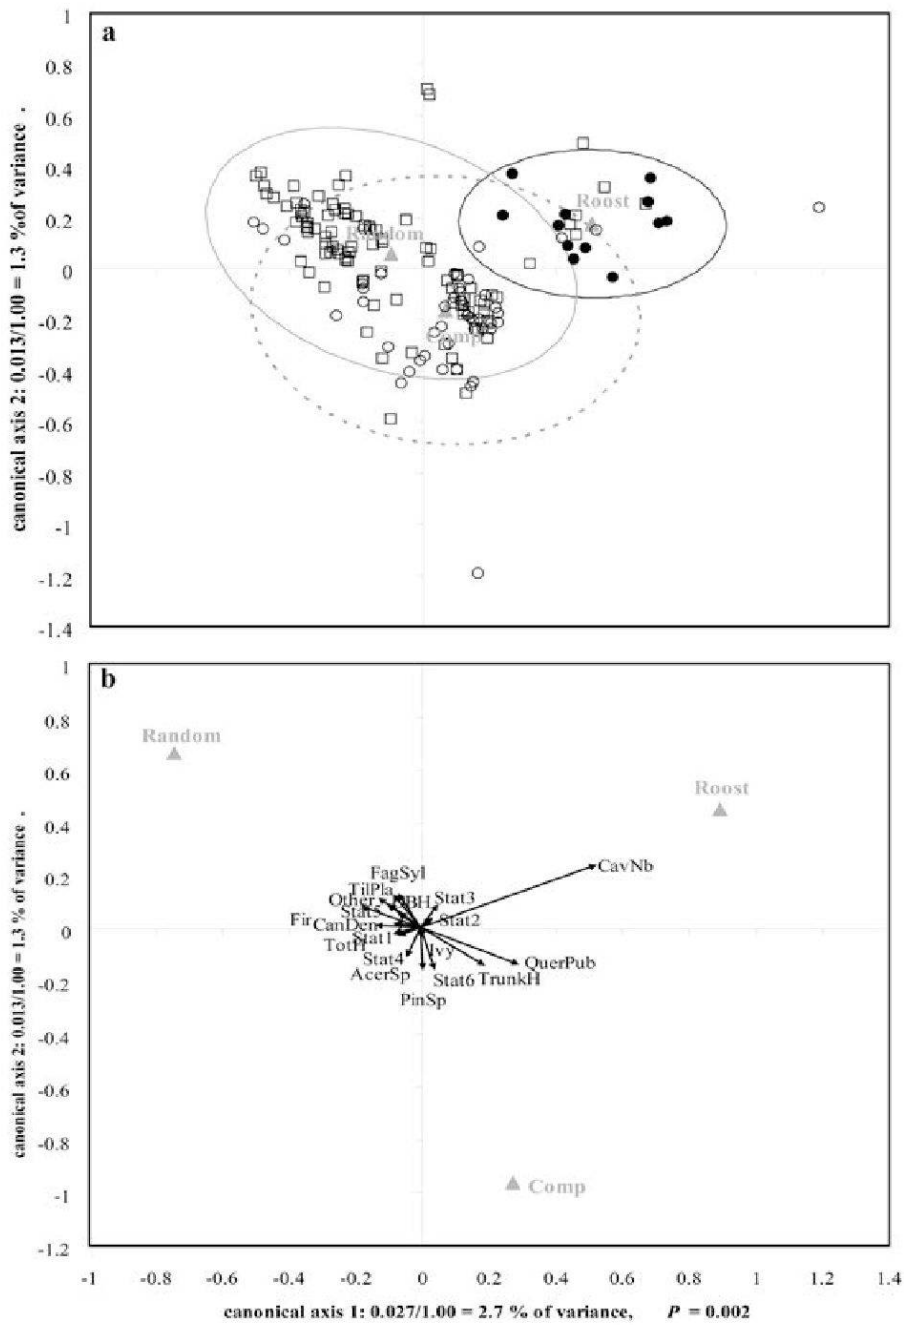 a
1
0.8
0.6
0.4
0.2
0
-0.2
-0.4
-0.6
-0.8
-1
-1.2
-1.4
canonical axis 2: 0.013/1.00 = 1.3 %of variance .
Roost
Random
Comp
b
1
0.8
0.6
0.4
0.2
0
-0.2
-0.4
-0.6
-0.8
-1
-1.2
canonical axis 2: 0.013/1.00 = 1.3 % of variance .
Random
Roost
CavNb
FagSyl
TilPla
Other
DBH
Stat3
Stat5
Stat2
Fir
CanDen
Stat1
TotH
Ivy
Stat4
QuerPub
AcerSp
Stat6
TrunkH
PinSp
Comp
-1 -0.8 -0.6 -0.4 -0.2 0 0.2 0.4 0.6 0.8 1 1.2 1.4
canonical axis 1: 0.027/1.00 = 2.7 % of variance, P = 0.002